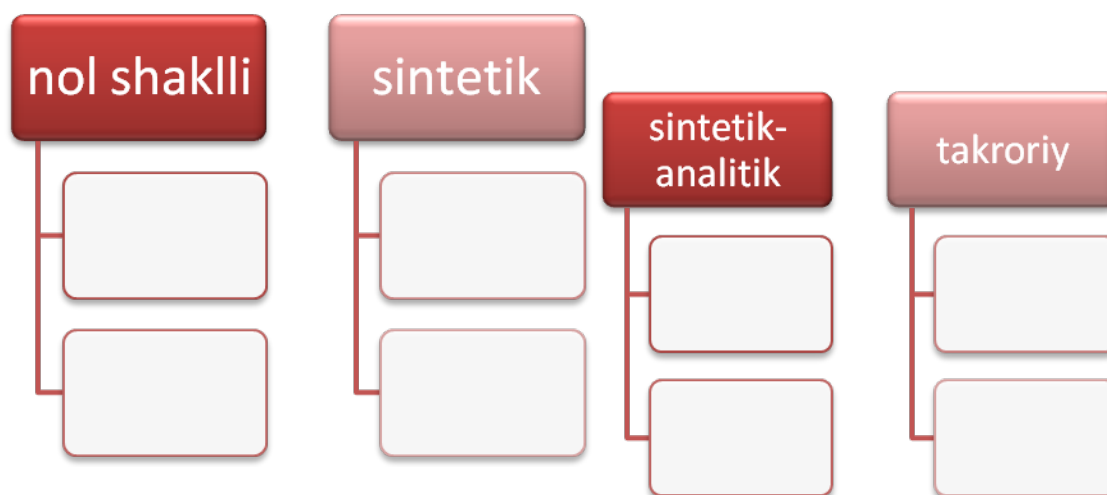 nol shaklli
sintetik
sintetik-
analitik
takroriy